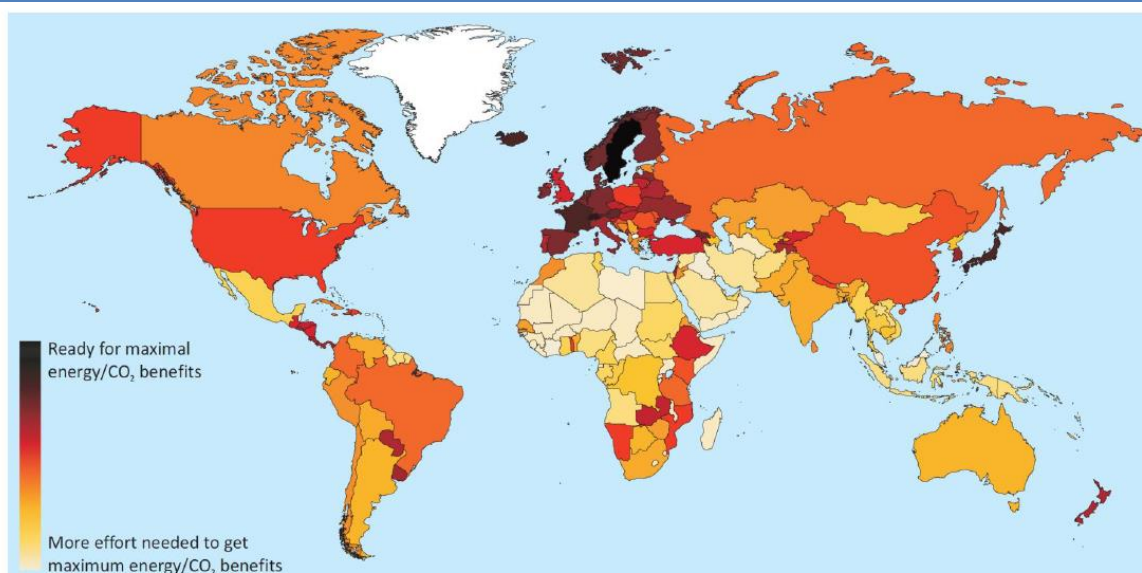 Ready for maximal
energy/CO₂ benefits
More effort needed to get
maximum energy/CO₂ benefits